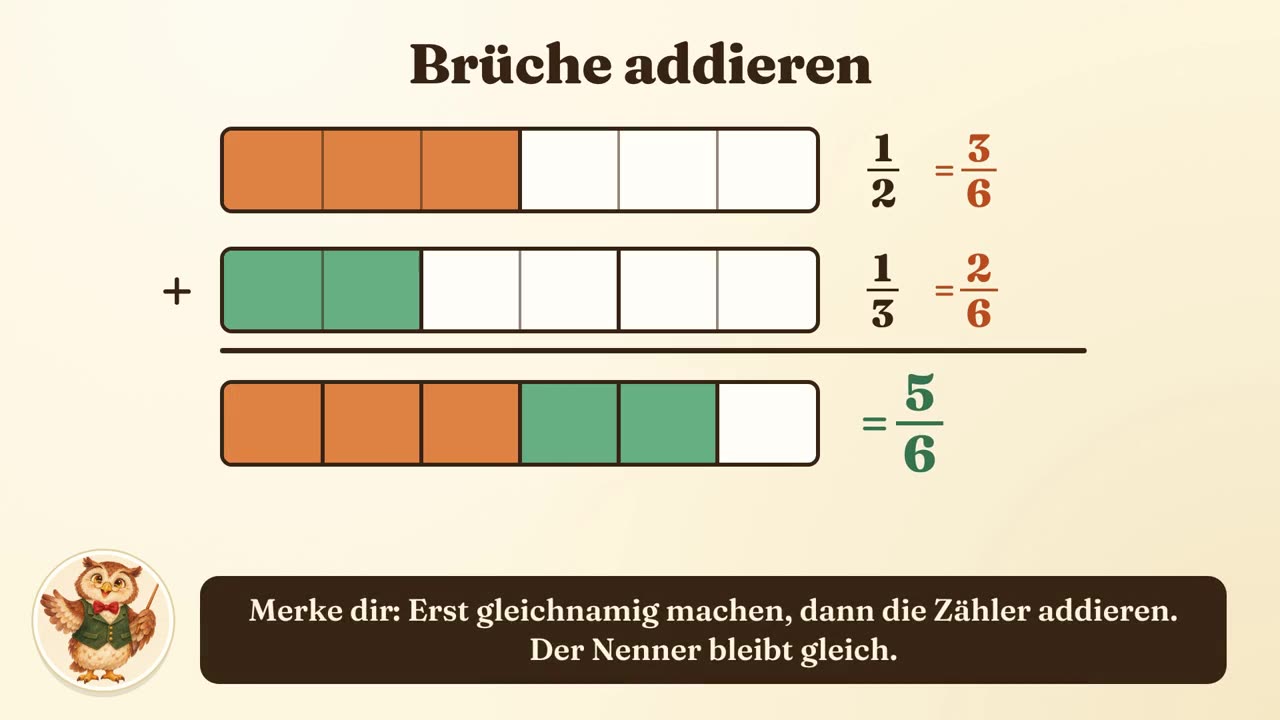 Brüche addieren
1/2 = 3/6
+ 1/3 = 2/6
= 5/6
Merke dir: Erst gleichnamig machen, dann die Zähler addieren.
Der Nenner bleibt gleich.